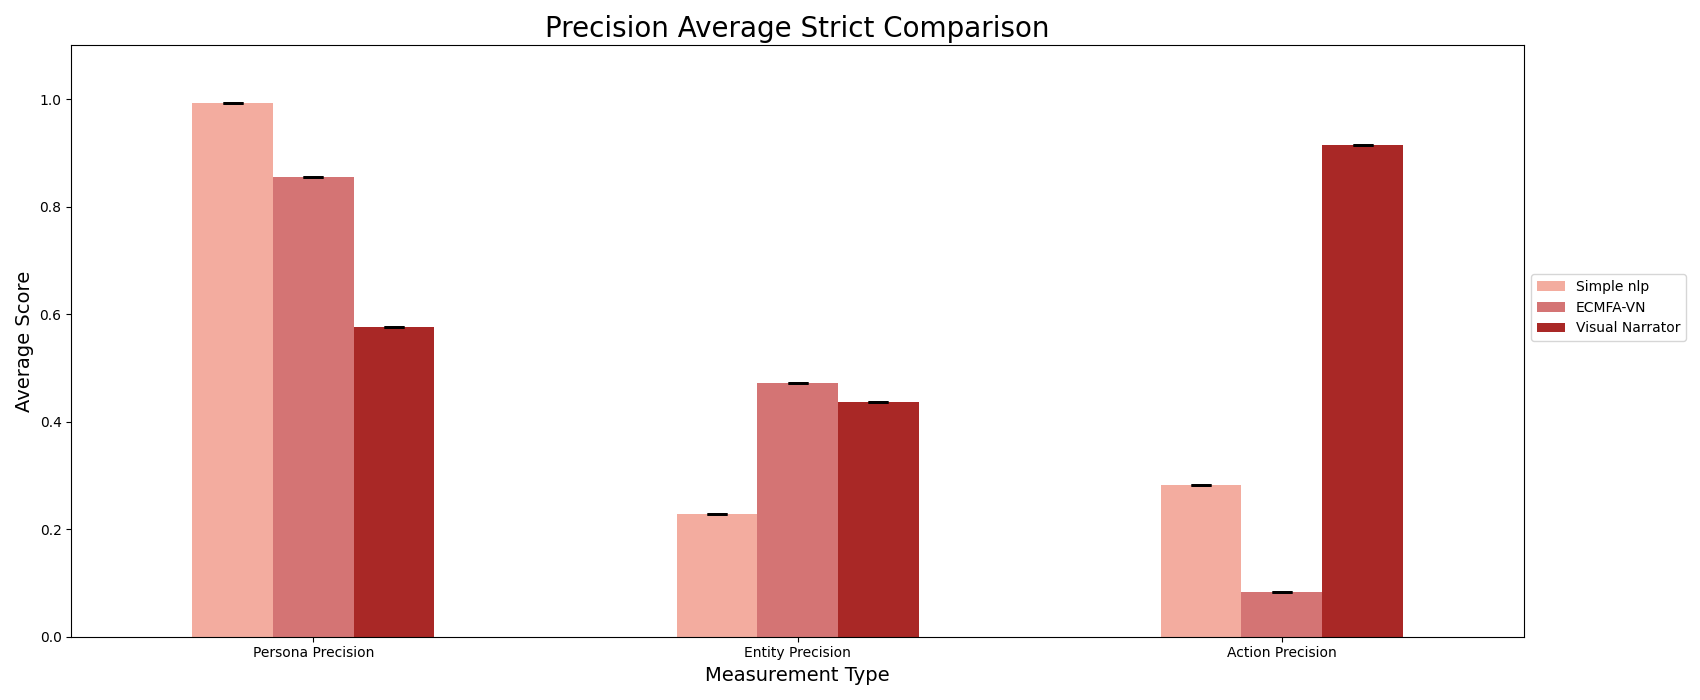 Precision Average Strict Comparison
Average Score
1.0
0.8
0.6
0.4
0.2
0.0
Persona Precision
Entity Precision
Action Precision
Measurement Type
Simple nlp
ECMFA-VN
Visual Narrator